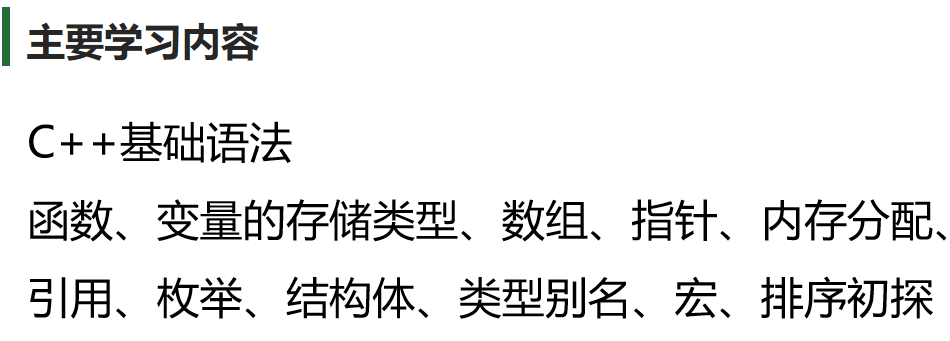 主要学习内容
C++基础语法
函数、变量的存储类型、数组、指针、内存分配、
引用、枚举、结构体、类型别名、宏、排序初探